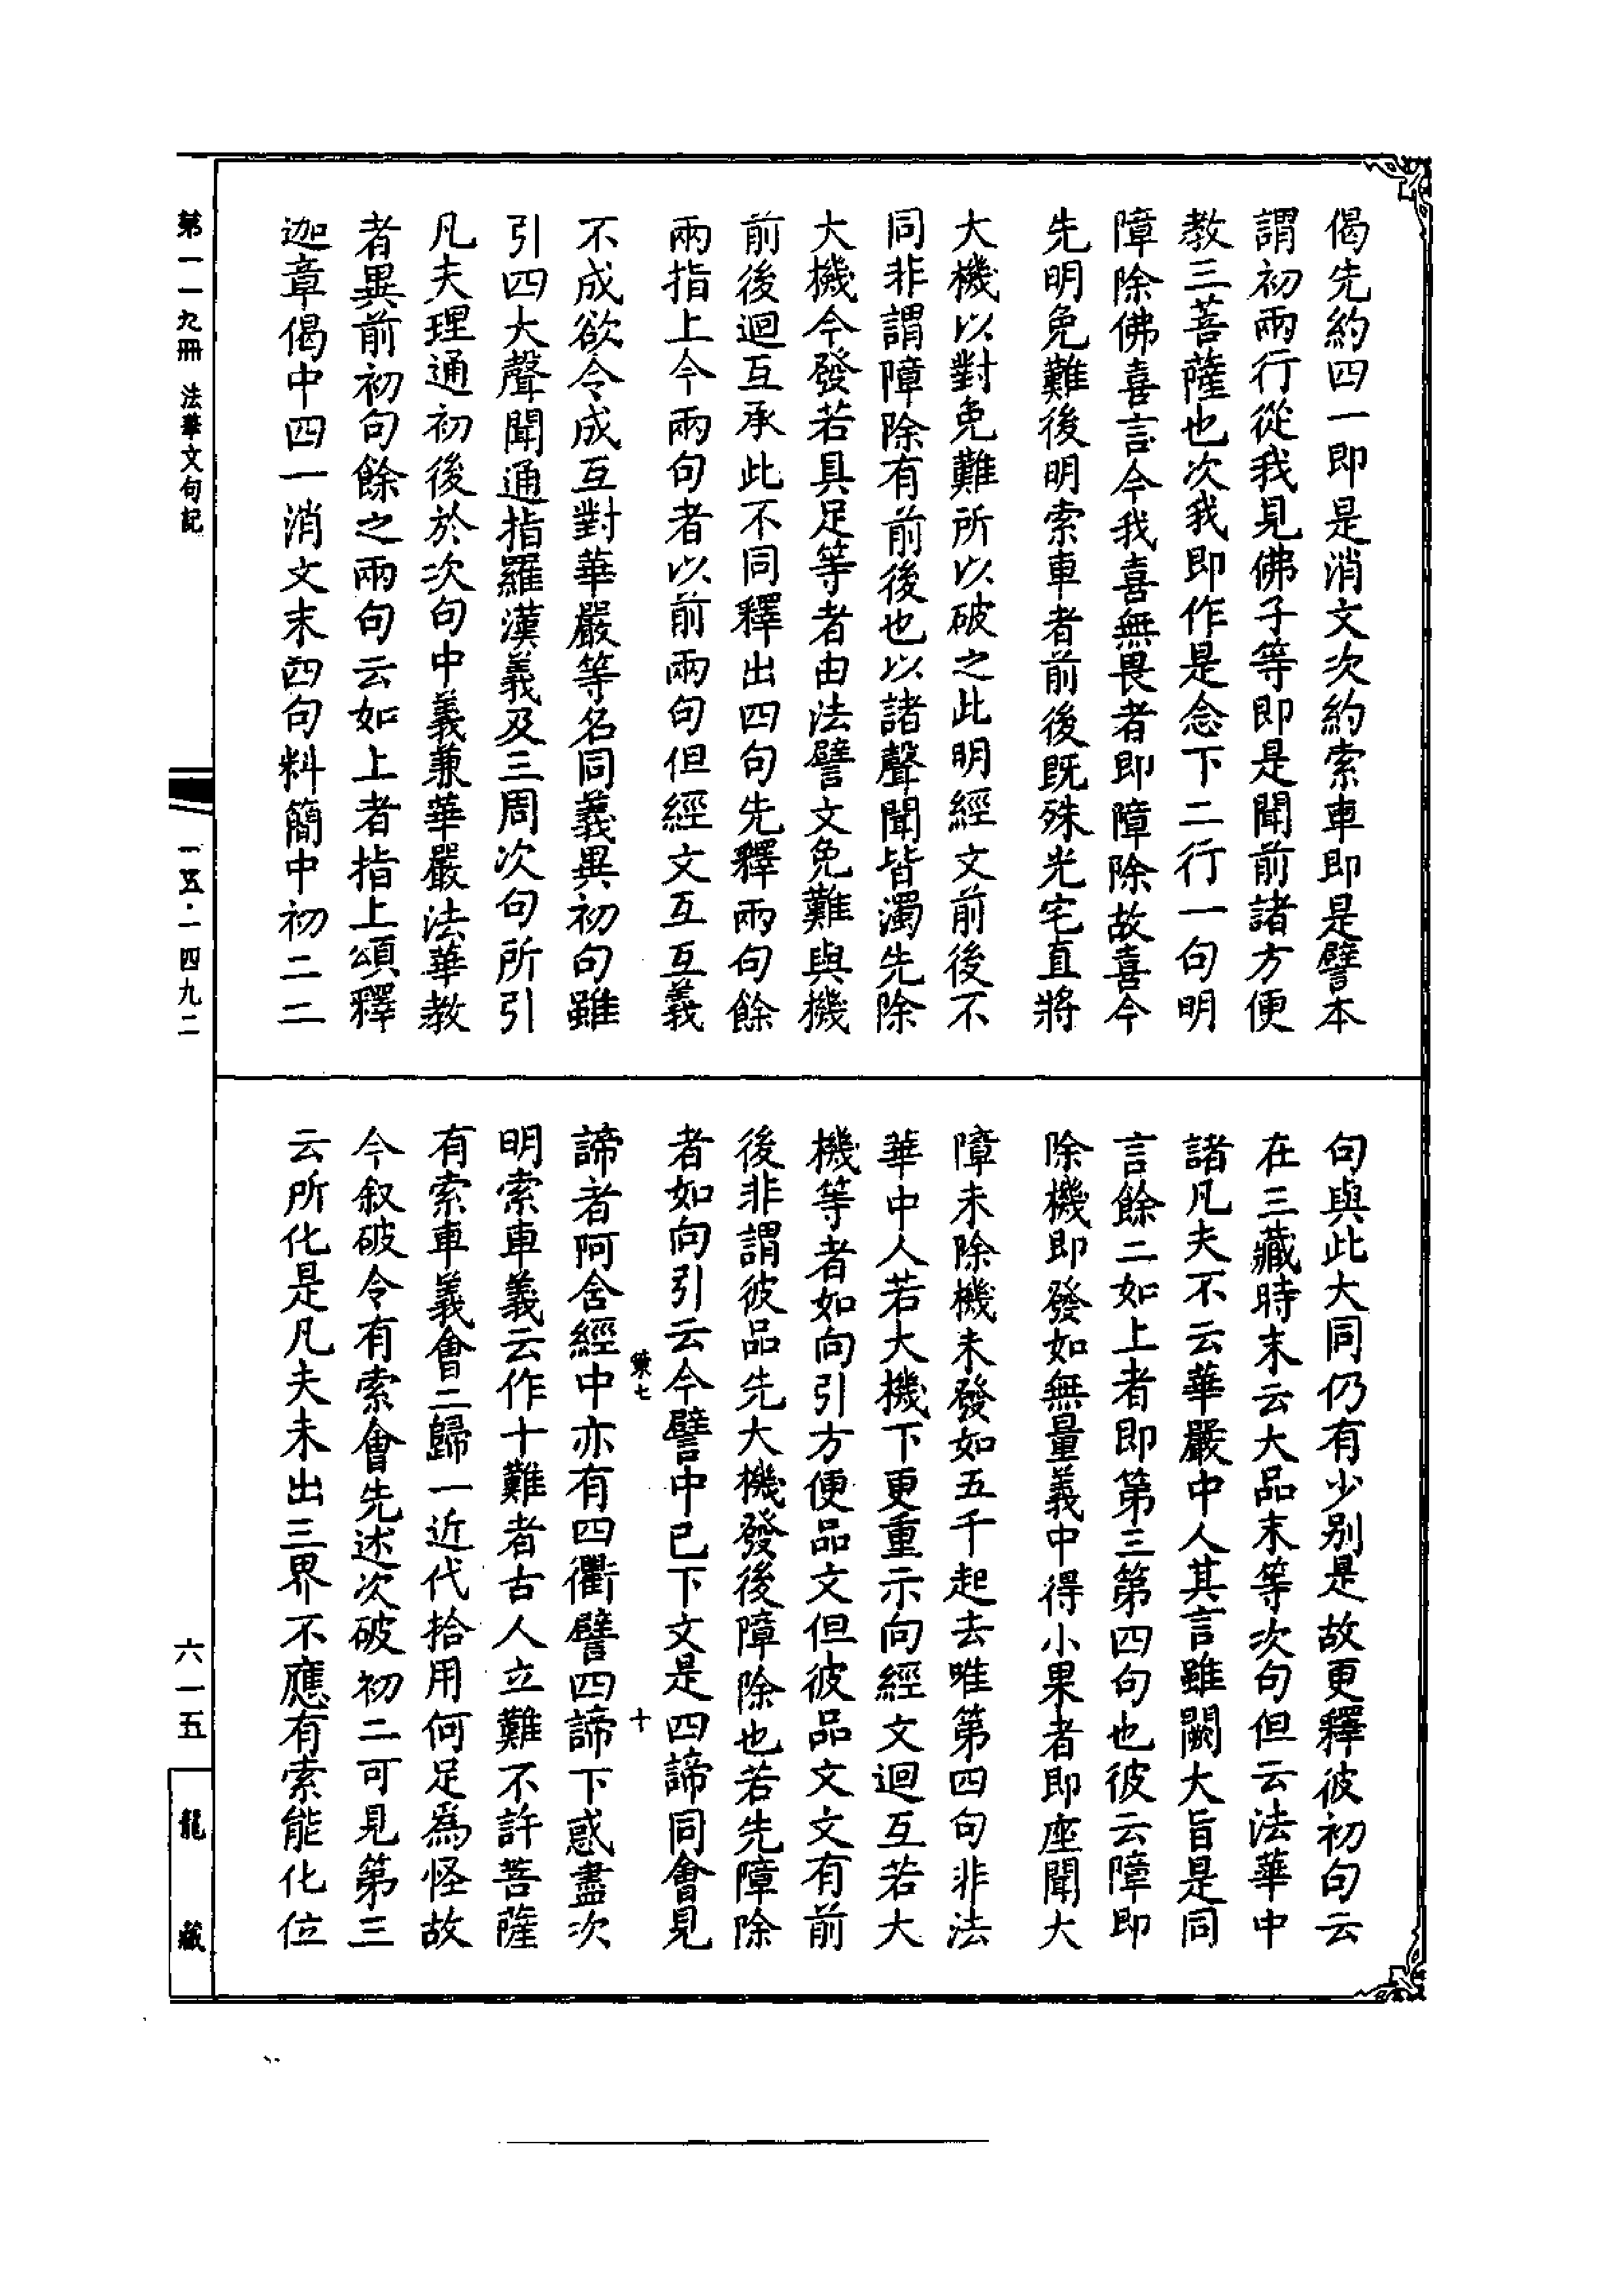 偈先約四一即是消文次約索車即是譬本
謂初兩行從我見佛子等即是聞前諸方便
教三菩薩也次我即作是念下二行一句明
障除佛喜言今我喜無畏者即障除故喜今
先明免難後明索車者前後既殊光宅直將
大機以對免難所以破之此明經文前後不
同非謂障除有前後也以諸聲聞皆濁先除
大機今發若具足等者由法譬文免難與機
前後迴互承此不同釋出四句先釋兩句餘
兩指上今兩句者以前兩句但經文互互義
不成欲令成互對華嚴等名同義異初句雖
引四大聲聞通指羅漢義及三周次句所引
凡夫理通初後於次句中義兼華嚴法華教
者異前初句餘之兩句云如上者指上頌釋
迦章偈中四一消文末四句料簡中初二二
句與此大同仍有少別是故更釋彼初句云
在三藏時末云大品末等次句但云法華中
諸凡夫不云華嚴中人其言雖闕大旨是同
言餘二如上者即第三第四句也彼云障即
除機即發如無量義中得小果者即座聞大
障未除機未發如五千起去唯第四句非法
華中人若大機下更重示向經文迴互若大
機等者如向引方便品文但彼品文文有前
後非謂彼品先大機發後障除也若先障除
者如向引云今譬中已下文是四諦同會見
諦者阿含經中亦有四衢譬四諦下惑盡次
明索車義云作十難者古人立難不許菩薩
有索車義會二歸一近代拾用何足為怪故
今叙破令有索會先述次破初二可見第三
云所化是凡夫未出三界不應有索能化位
七
十
第一一九冊 法華文句記
一五·一四九二
六一五
龍藏